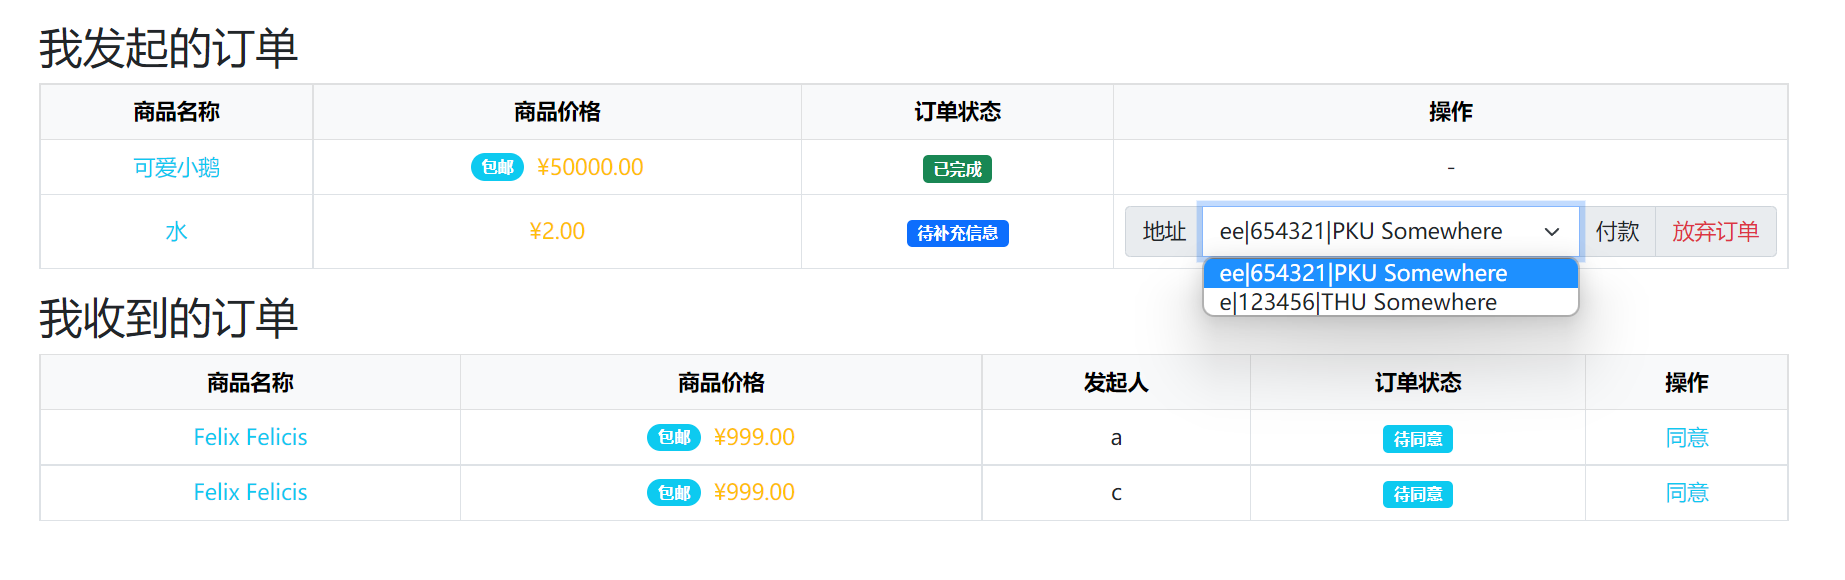 我发起的订单
商品名称 商品价格 订单状态 操作
可爱小鹅 包邮 ¥50000.00 已完成 -
水 ¥2.00 待补充信息 地址 ee|654321|PKU Somewhere 付款 放弃订单
ee|654321|PKU Somewhere
e|123456|THU Somewhere
我收到的订单
商品名称 商品价格 发起人 订单状态 操作
Felix Felicis 包邮 ¥999.00 a 待同意 同意
Felix Felicis 包邮 ¥999.00 c 待同意 同意